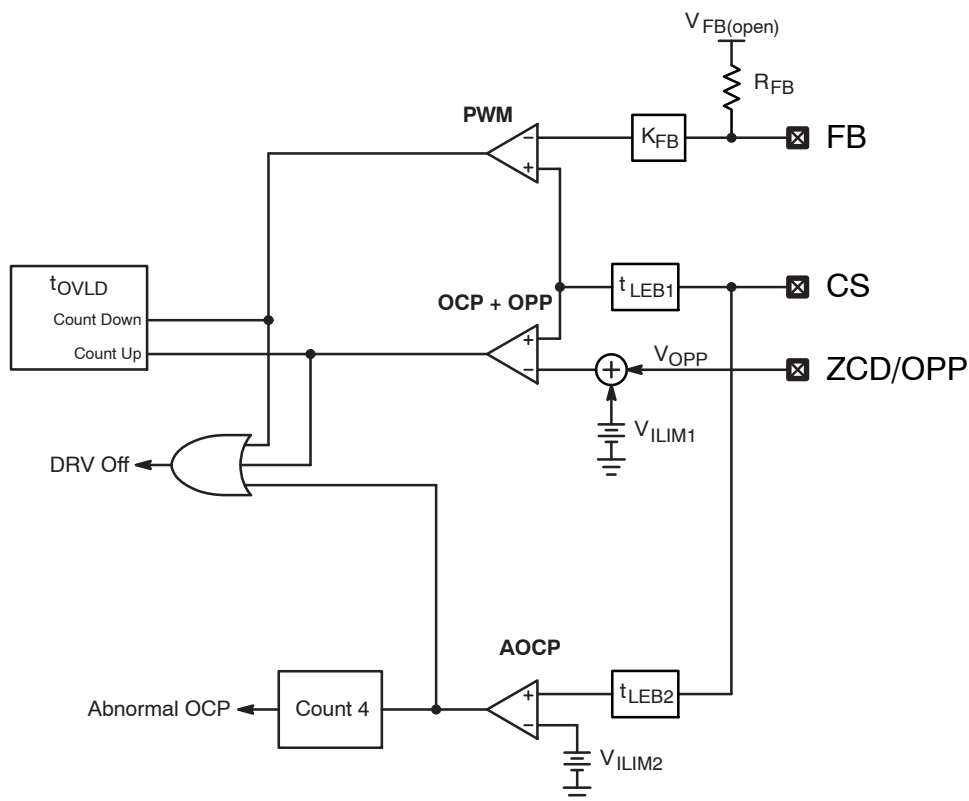 VFB(open)
RFB
PWM
−
+
KFB
FB
tOVLD
Count Down
Count Up
OCP + OPP
+
−
tLEB1
CS
VOPP
+
ZCD/OPP
VILIM1
DRV Off
AOCP
+
−
tLEB2
Abnormal OCP
Count 4
VILIM2